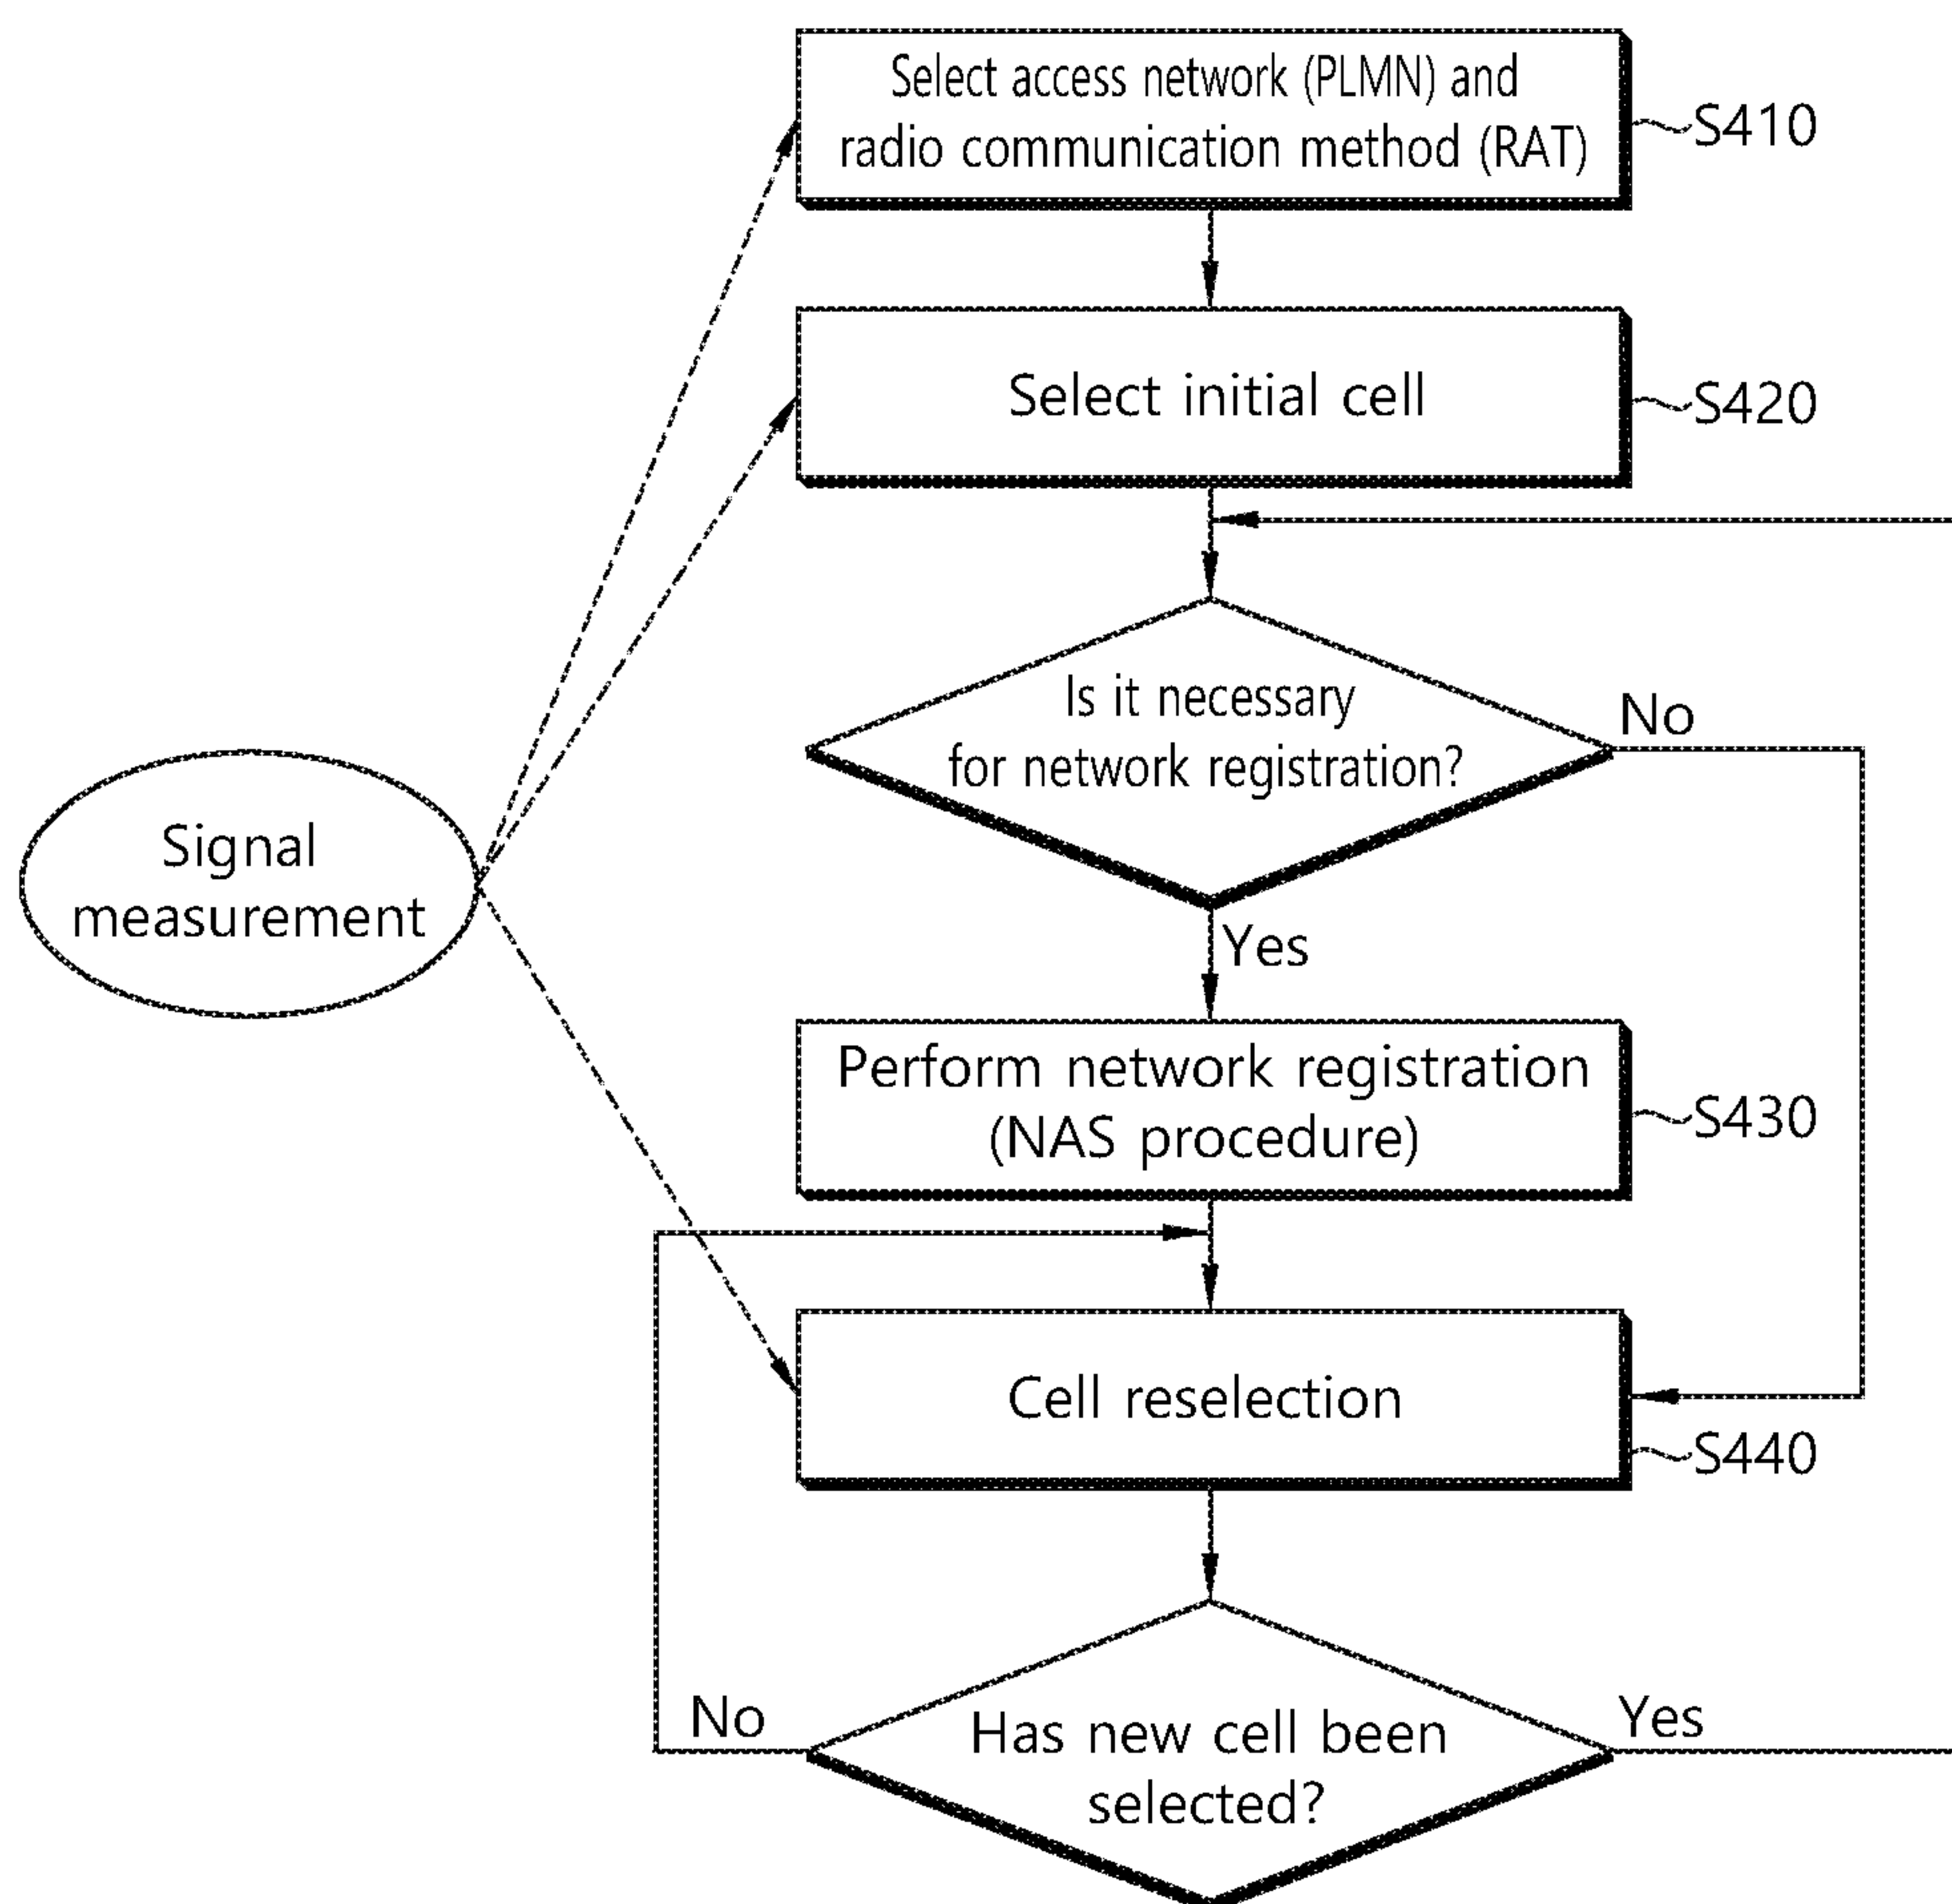 Select access network (PLMN) and
radio communication method (RAT)
S410
Select initial cell
S420
Is it necessary
for network registration?
No
Yes
Signal
measurement
Perform network registration
(NAS procedure)
S430
Cell reselection
S440
No
Has new cell been
selected?
Yes